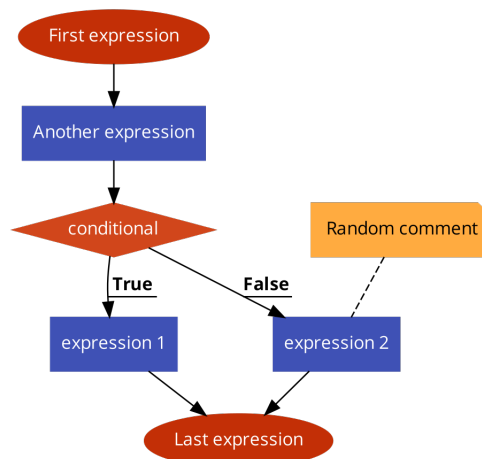 First expression
Another expression
conditional
Random comment
True
False
expression 1
expression 2
Last expression